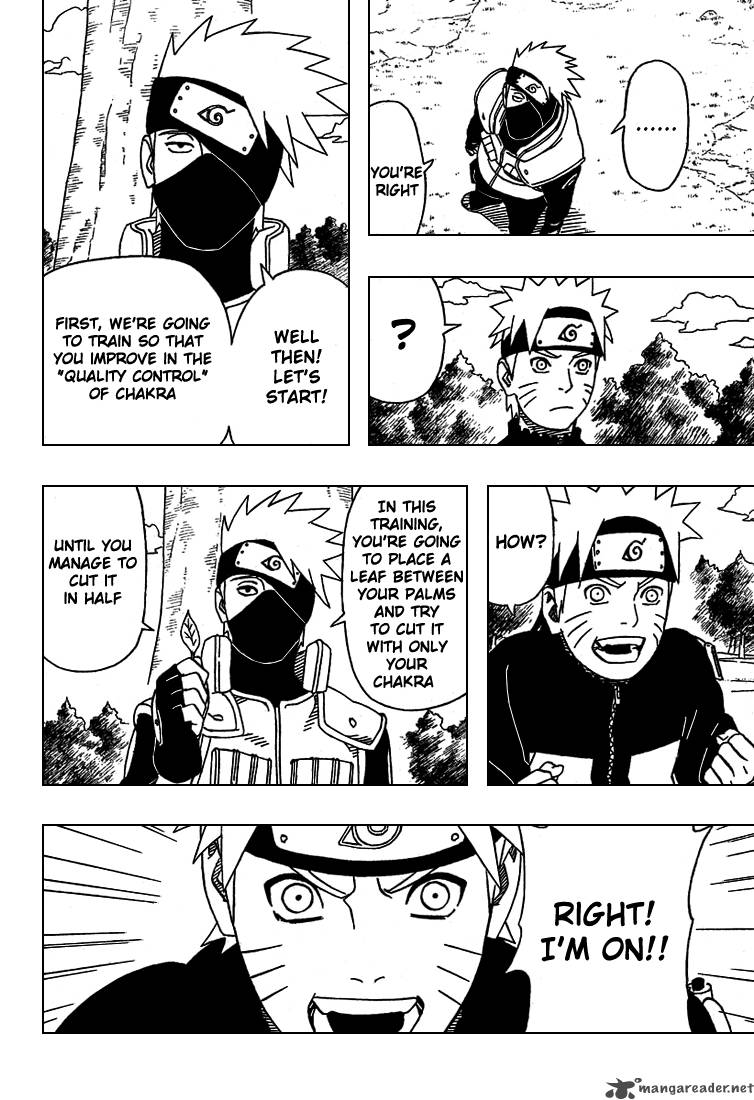 .......
YOU'RE
RIGHT
?
WELL
THEN!
LET'S
START!
FIRST, WE'RE GOING
TO TRAIN SO THAT
YOU IMPROVE IN THE
"QUALITY CONTROL"
OF CHAKRA
HOW?
IN THIS
TRAINING,
YOU'RE GOING
TO PLACE A
LEAF BETWEEN
YOUR PALMS
AND TRY
TO CUT IT
WITH ONLY
YOUR
CHAKRA
UNTIL YOU
MANAGE TO
CUT IT
IN HALF
RIGHT!
I'M ON!!
mangareader.net